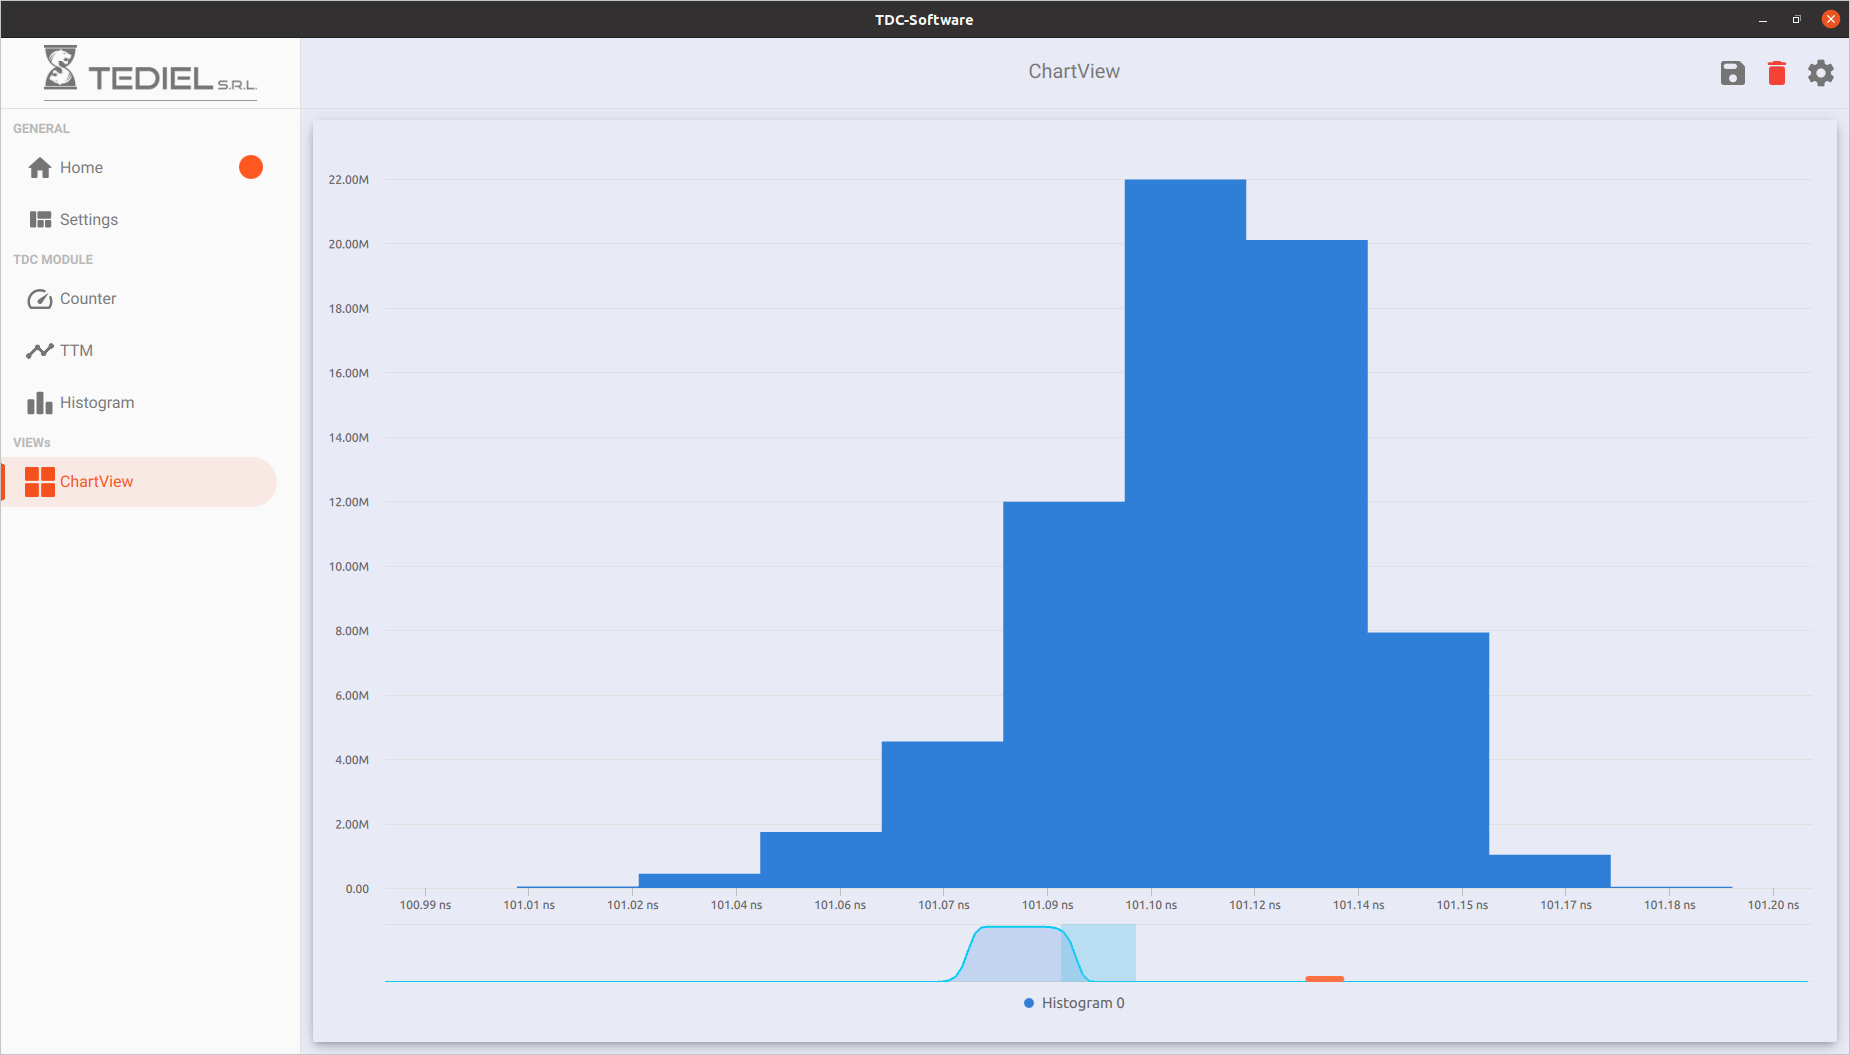 TDC-Software
TEDIEL S.R.L.
ChartView
GENERAL
Home
Settings
TDC MODULE
Counter
TTM
Histogram
VIEWs
ChartView
22.00M
20.00M
18.00M
16.00M
14.00M
12.00M
10.00M
8.00M
6.00M
4.00M
2.00M
0.00
100.99 ns 101.01 ns 101.02 ns 101.04 ns 101.06 ns 101.07 ns 101.09 ns 101.10 ns 101.12 ns 101.14 ns 101.15 ns 101.17 ns 101.18 ns 101.20 ns
Histogram 0